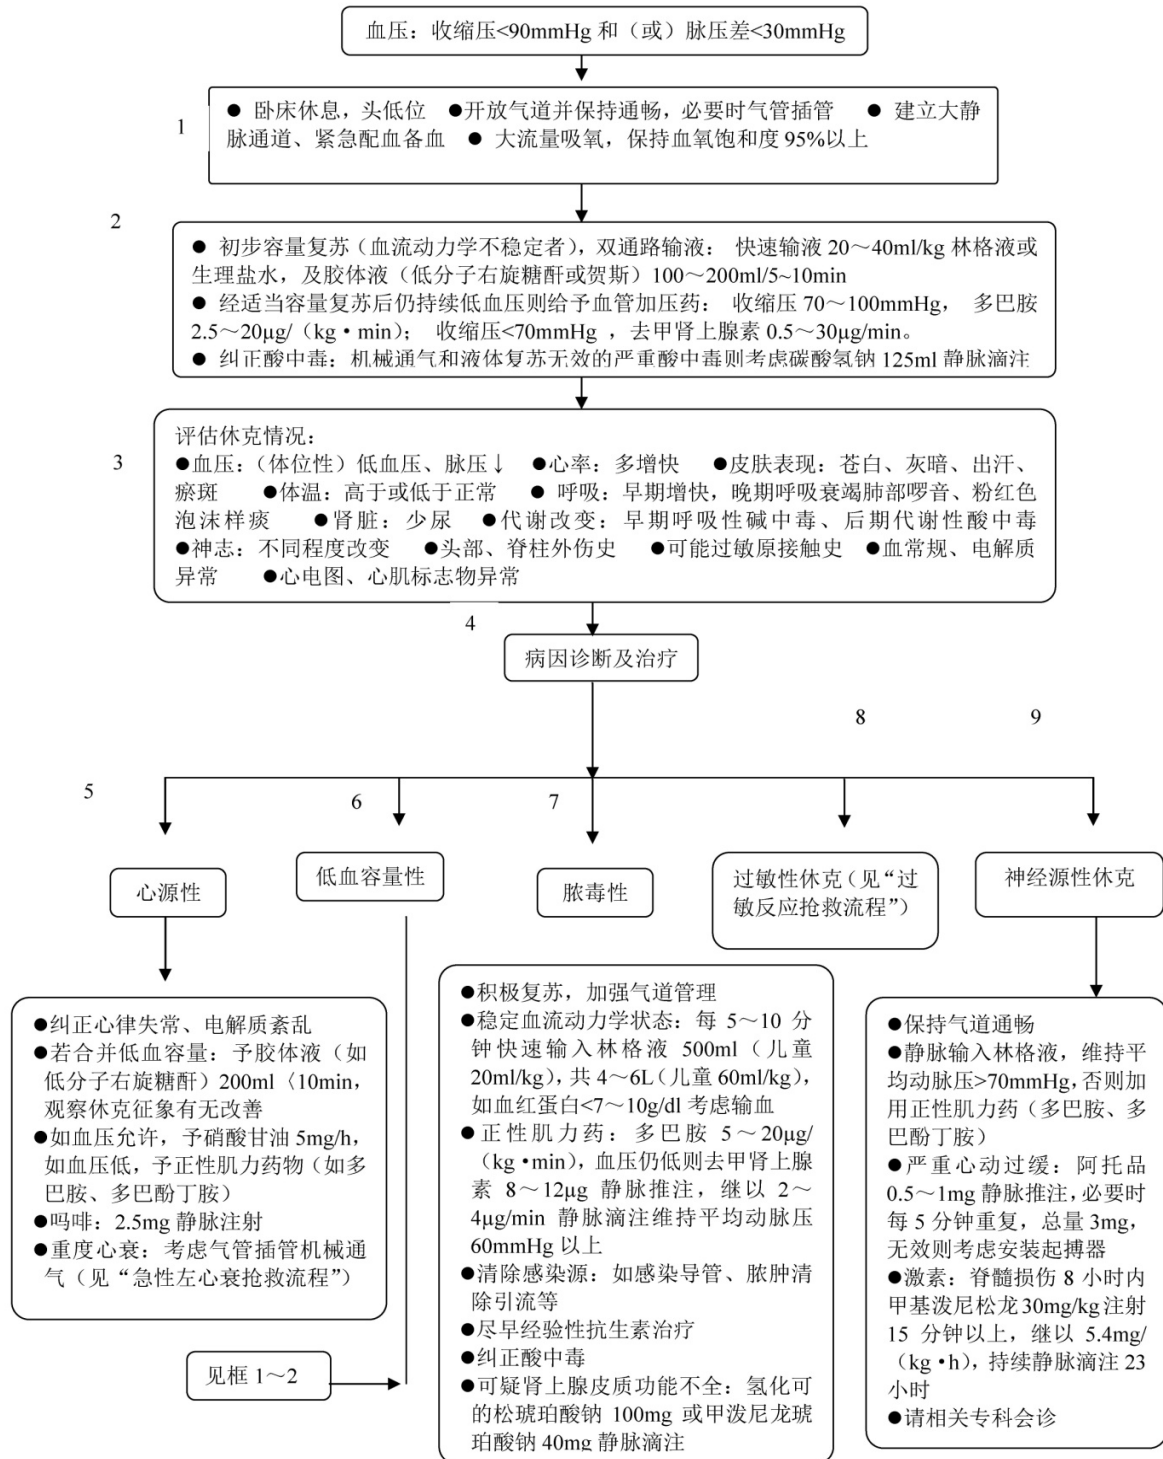 血压：收缩压<90mmHg 和（或）脉压差<30mmHg
1
● 卧床休息，头低位 ●开放气道并保持通畅，必要时气管插管 ● 建立大静
脉通道、紧急配血备血 ● 大流量吸氧，保持血氧饱和度 95%以上
2
● 初步容量复苏（血流动力学不稳定者），双通路输液： 快速输液 20～40ml/kg 林格液或
生理盐水，及胶体液（低分子右旋糖酐或贺斯）100～200ml/5~10min
● 经适当容量复苏后仍持续低血压则给予血管加压药： 收缩压 70～100mmHg， 多巴胺
2.5～20μg/（kg·min）； 收缩压<70mmHg ，去甲肾上腺素 0.5～30μg/min。
● 纠正酸中毒：机械通气和液体复苏无效的严重酸中毒则考虑碳酸氢钠 125ml 静脉滴注
3
评估休克情况：
●血压：（体位性）低血压、脉压↓ ●心率：多增快 ●皮肤表现：苍白、灰暗、出汗、
瘀斑 ●体温：高于或低于正常 ● 呼吸：早期增快，晚期呼吸衰竭肺部啰音、粉红色
泡沫样痰 ●肾脏：少尿 ●代谢改变：早期呼吸性碱中毒、后期代谢性酸中毒
●神志：不同程度改变 ●头部、脊柱外伤史 ●可能过敏原接触史 ●血常规、电解质
异常 ●心电图、心肌标志物异常
4
病因诊断及治疗
5
6
7
8
9
心源性
低血容量性
脓毒性
过敏性休克（见“过
敏反应抢救流程”）
神经源性休克
●纠正心律失常、电解质紊乱
●若合并低血容量：予胶体液（如
低分子右旋糖酐）200ml〈10min，
观察休克征象有无改善
●如血压允许，予硝酸甘油 5mg/h，
如血压低，予正性肌力药物（如多
巴胺、多巴酚丁胺）
●吗啡：2.5mg 静脉注射
●重度心衰：考虑气管插管机械通
气（见“急性左心衰抢救流程”）
见框 1～2
●积极复苏，加强气道管理
●稳定血流动力学状态：每 5～10 分
钟快速输入林格液 500ml（儿童
20ml/kg），共 4～6L（儿童 60ml/kg），
如血红蛋白<7～10g/dl 考虑输血
●正性肌力药：多巴胺 5～20μg/
（kg·min），血压仍低则去甲肾上腺
素 8～12μg 静脉推注，继以 2～
4μg/min 静脉滴注维持平均动脉压
60mmHg 以上
●清除感染源：如感染导管、脓肿清
除引流等
●尽早经验性抗生素治疗
●纠正酸中毒
●可疑肾上腺皮质功能不全：氢化可
的松琥珀酸钠 100mg 或甲泼尼龙琥
珀酸钠 40mg 静脉滴注
●保持气道通畅
●静脉输入林格液，维持平
均动脉压>70mmHg，否则加
用正性肌力药（多巴胺、多
巴酚丁胺）
●严重心动过缓：阿托品
0.5～1mg 静脉推注，必要时
每 5 分钟重复，总量 3mg，
无效则考虑安装起搏器
●激素：脊髓损伤 8 小时内
甲基泼尼松龙 30mg/kg 注射
15 分钟以上，继以 5.4mg/
（kg·h），持续静脉滴注 23
小时
●请相关专科会诊